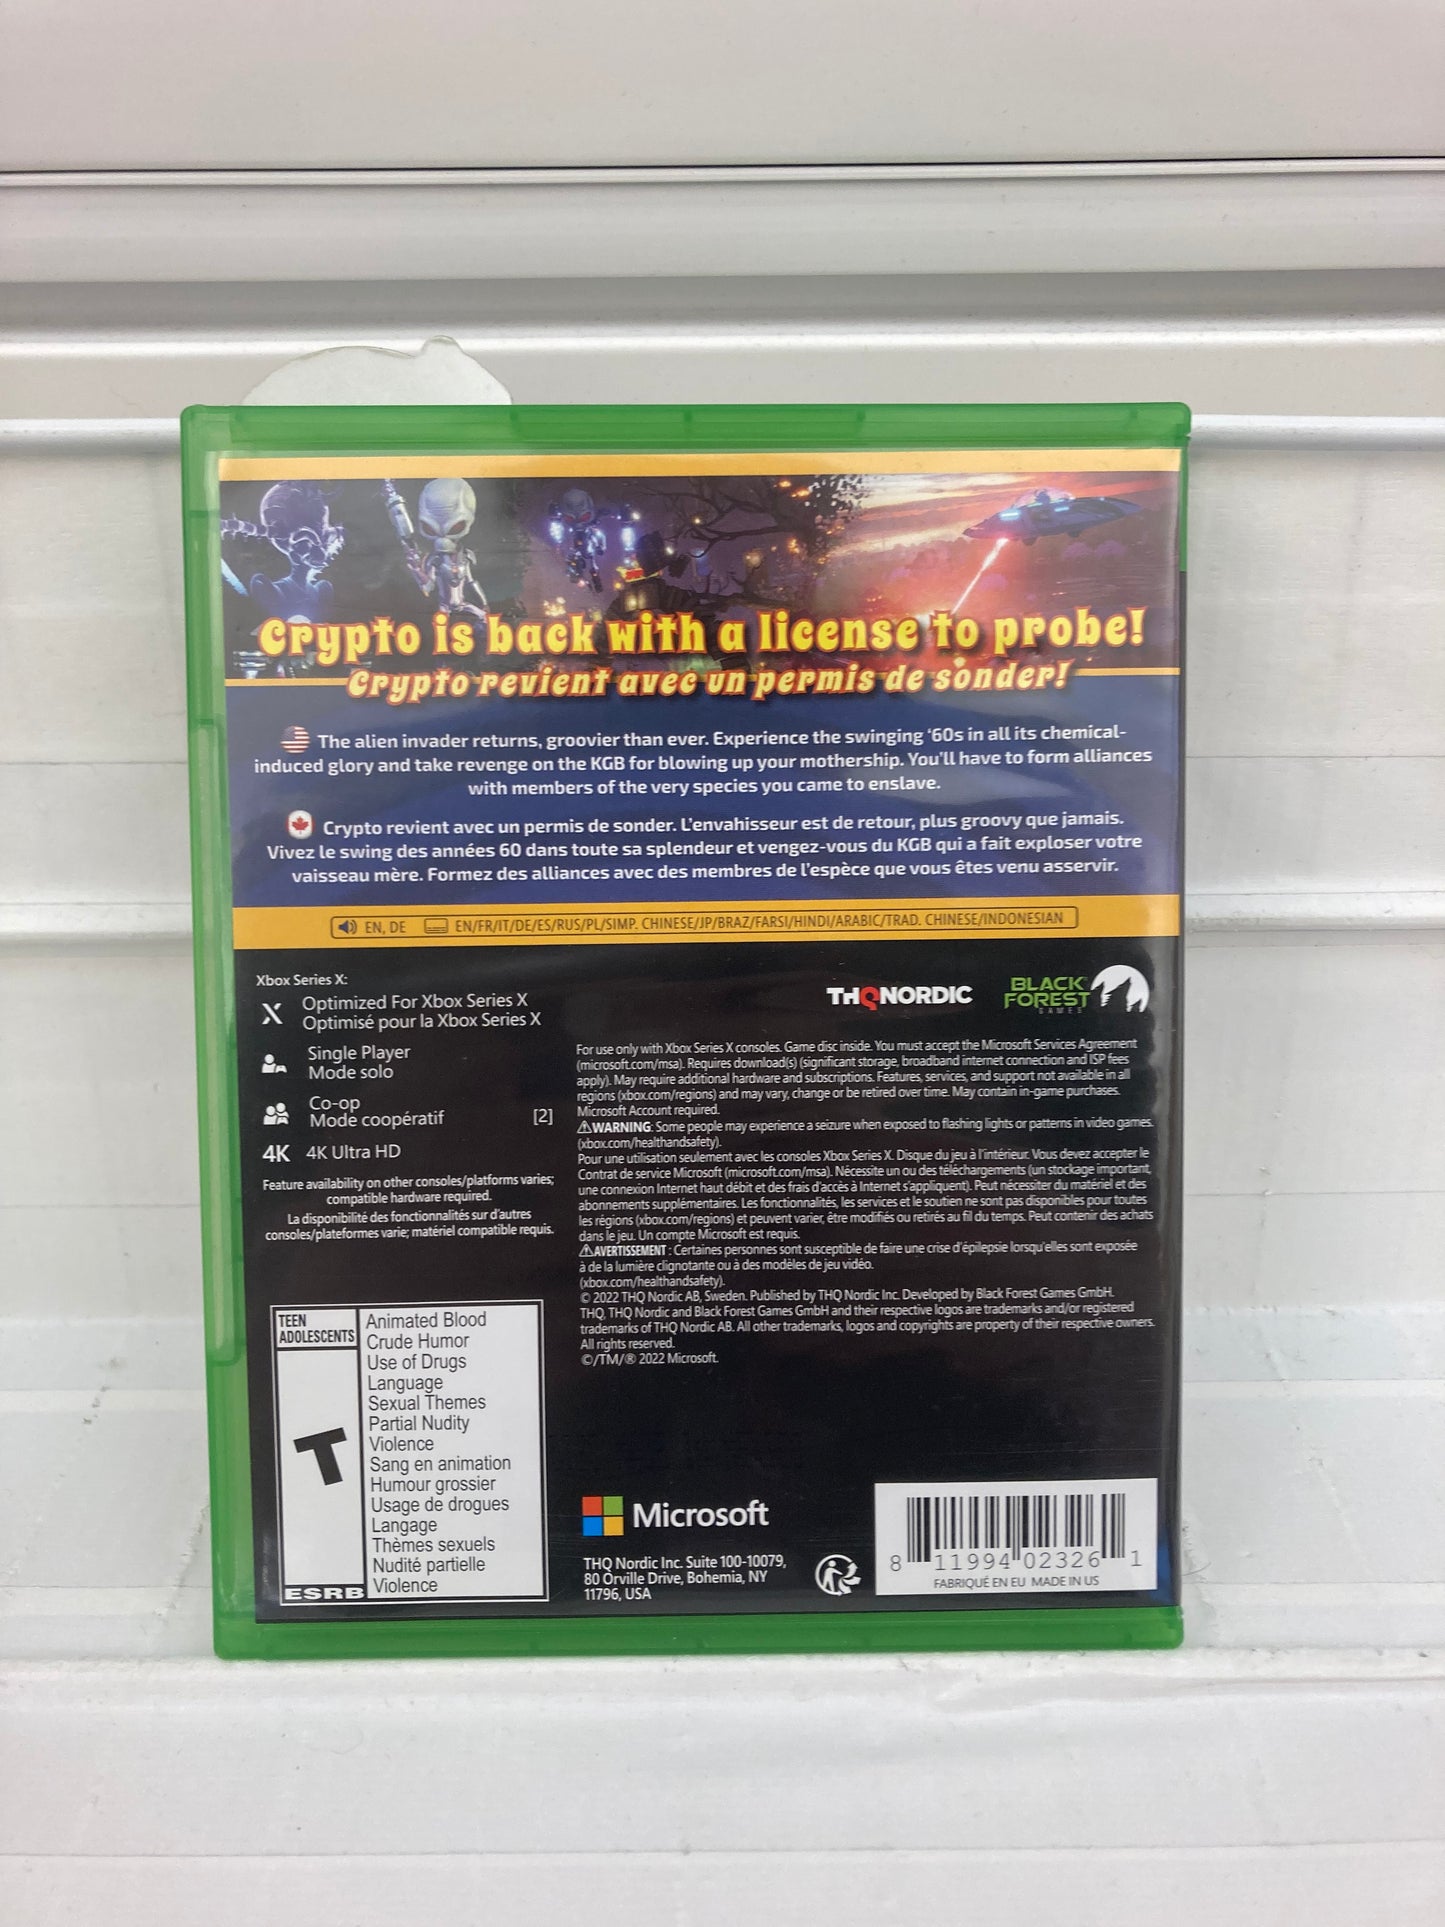 Crypto is back with a license to probe!
Crypto revient avec un permis de sonder!
The alien invader returns, groovier than ever. Experience the swinging ‘60s in all its chemical-
induced glory and take revenge on the KGB for blowing up your mothership. You'll have to form alliances
with members of the very species you came to enslave.
Crypto revient avec un permis de sonder. L'envahisseur est de retour, plus groovy que jamais.
Vivez le swing des années 60 dans toute sa splendeur et vengez-vous du KGB qui a fait exploser votre
vaisseau mère. Formez des alliances avec des membres de l'espèce que vous êtes venu asservir.
EN, DE EN/FR/IT/DE/ES/RUS/PL/SIMP. CHINESE/JP/BRAZ/FARSI/HINDI/ARABIC/TRAD. CHINESE/INDONESIAN
Xbox Series X:
X Optimized For Xbox Series X
Optimisé pour la Xbox Series X
Single Player
Mode solo
Co-op
Mode coopératif [2]
4K 4K Ultra HD
Feature availability on other consoles/platforms varies;
compatible hardware required.
La disponibilité des fonctionnalités sur d'autres
consoles/plateformes varie; matériel compatible requis.
THQ NORDIC
BLACK
FOREST
GAMES
For use only with Xbox Series X consoles. Game disc inside. You must accept the Microsoft Services Agreement
(microsoft.com/msa). Requires download(s) (significant storage, broadband internet connection and ISP fees
apply). May require additional hardware and subscriptions. Features, services, and support not available in all
regions (xbox.com/regions) and may vary, change or be retired over time. May contain in-game purchases.
Microsoft Account required.
⚠WARNING: Some people may experience a seizure when exposed to flashing lights or patterns in video games.
(xbox.com/healthandsafety).
Pour une utilisation seulement avec les consoles Xbox Series X. Disque du jeu à l'intérieur. Vous devez accepter le
Contrat de service Microsoft (microsoft.com/msa). Nécessite un ou des téléchargements (un stockage important,
une connexion Internet haut débit et des frais d'accès à Internet s'appliquent). Peut nécessiter du matériel et des
abonnements supplémentaires. Les fonctionnalités, les services et le soutien ne sont pas disponibles pour toutes
les régions (xbox.com/regions) et peuvent varier, être modifiés ou retirés au fil du temps. Peut contenir des achats
dans le jeu. Un compte Microsoft est requis.
⚠AVERTISSEMENT : Certaines personnes sont susceptible de faire une crise d'épilepsie lorsqu'elles sont exposée
à de la lumière clignotante ou à des modèles de jeu vidéo.
(xbox.com/healthandsafety).
© 2022 THQ Nordic AB, Sweden. Published by THQ Nordic Inc. Developed by Black Forest Games GmbH.
THQ, THQ Nordic and Black Forest Games GmbH and their respective logos are trademarks and/or registered
trademarks of THQ Nordic AB. All other trademarks, logos and copyrights are property of their respective owners.
All rights reserved.
©/TM/® 2022 Microsoft.
TEEN
ADOLESCENTS
T
ESRB
Animated Blood
Crude Humor
Use of Drugs
Language
Sexual Themes
Partial Nudity
Violence
Sang en animation
Humour grossier
Usage de drogues
Langage
Thèmes sexuels
Nudité partielle
Violence
Microsoft
THQ Nordic Inc. Suite 100-10079,
80 Orville Drive, Bohemia, NY
11796, USA
8 11994 02326 1
FABRIQUÉ EN EU MADE IN US